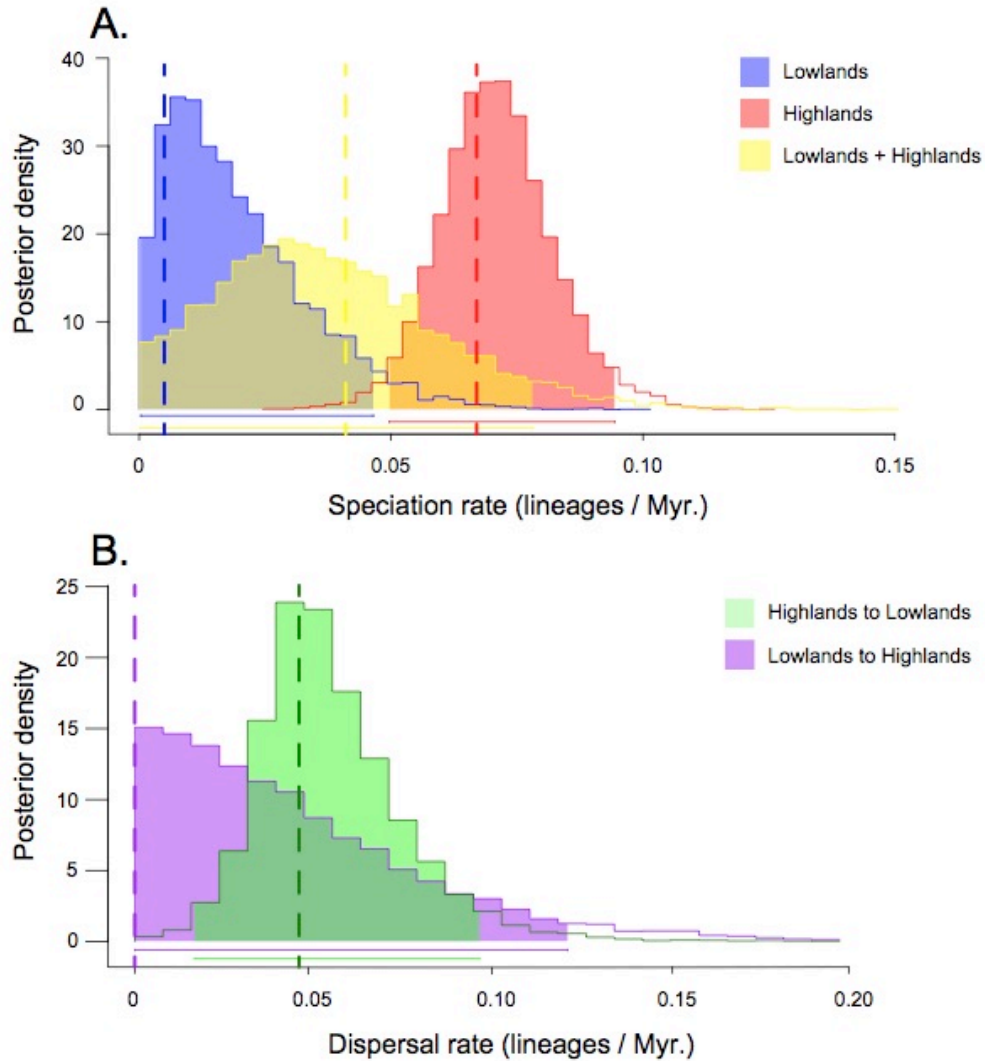 A.
40
30
20
10
0
Posterior density
Lowlands
Highlands
Lowlands + Highlands
0 0.05 0.10 0.15
Speciation rate (lineages / Myr.)
B.
25
20
15
10
5
0
Posterior density
Highlands to Lowlands
Lowlands to Highlands
0 0.05 0.10 0.15 0.20
Dispersal rate (lineages / Myr.)